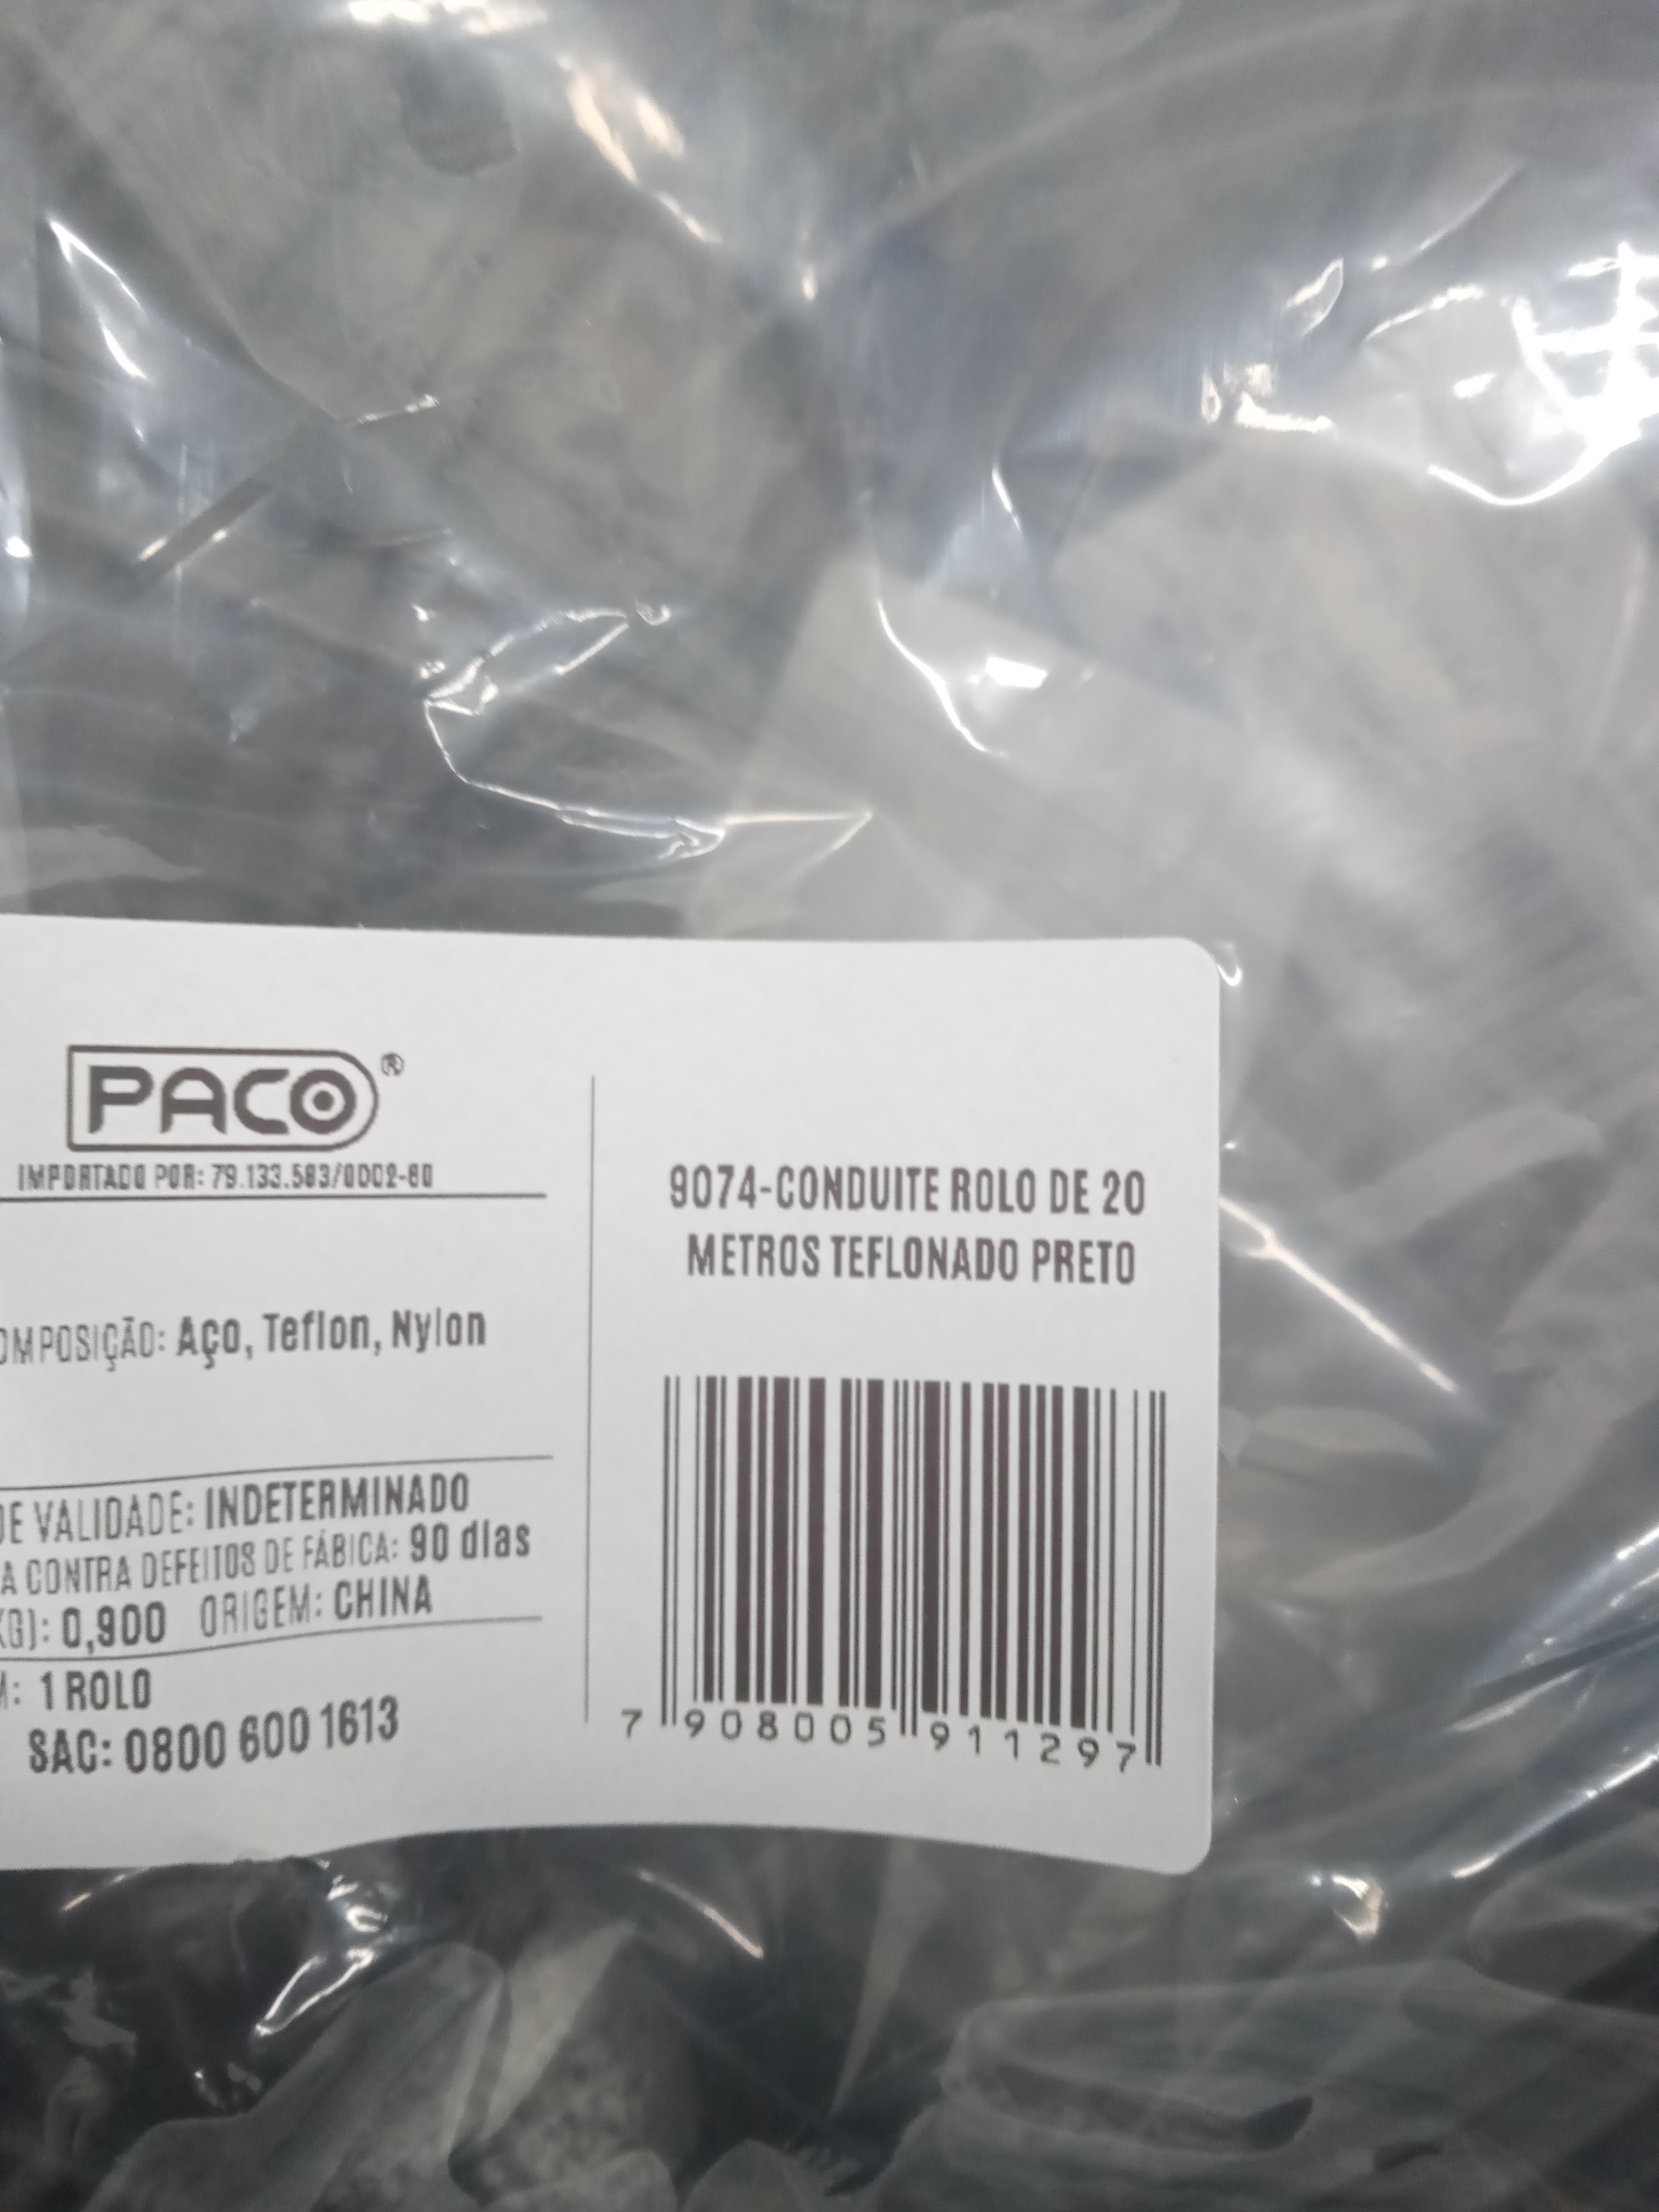 PACO®
IMPORTADO POR: 79.133.583/0002-80
OMPOSIÇÃO: Aço, Teflon, Nylon
DE VALIDADE: INDETERMINADO
A CONTRA DEFEITOS DE FÁBICA: 90 dias
KG): 0,900 ORIGEM: CHINA
M: 1 ROLO
SAC: 0800 600 1613
9074-CONDUITE ROLO DE 20
METROS TEFLONADO PRETO
7 908005 911297